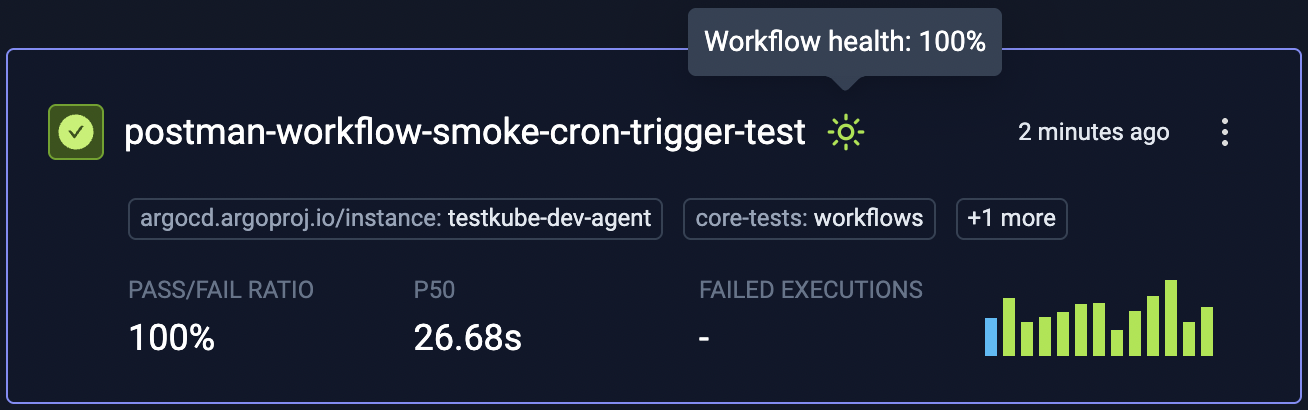 Workflow health: 100%
postman-workflow-smoke-cron-trigger-test
2 minutes ago
argocd.argoproj.io/instance: testkube-dev-agent
core-tests: workflows
+1 more
PASS/FAIL RATIO
P50
FAILED EXECUTIONS
100%
26.68s
-